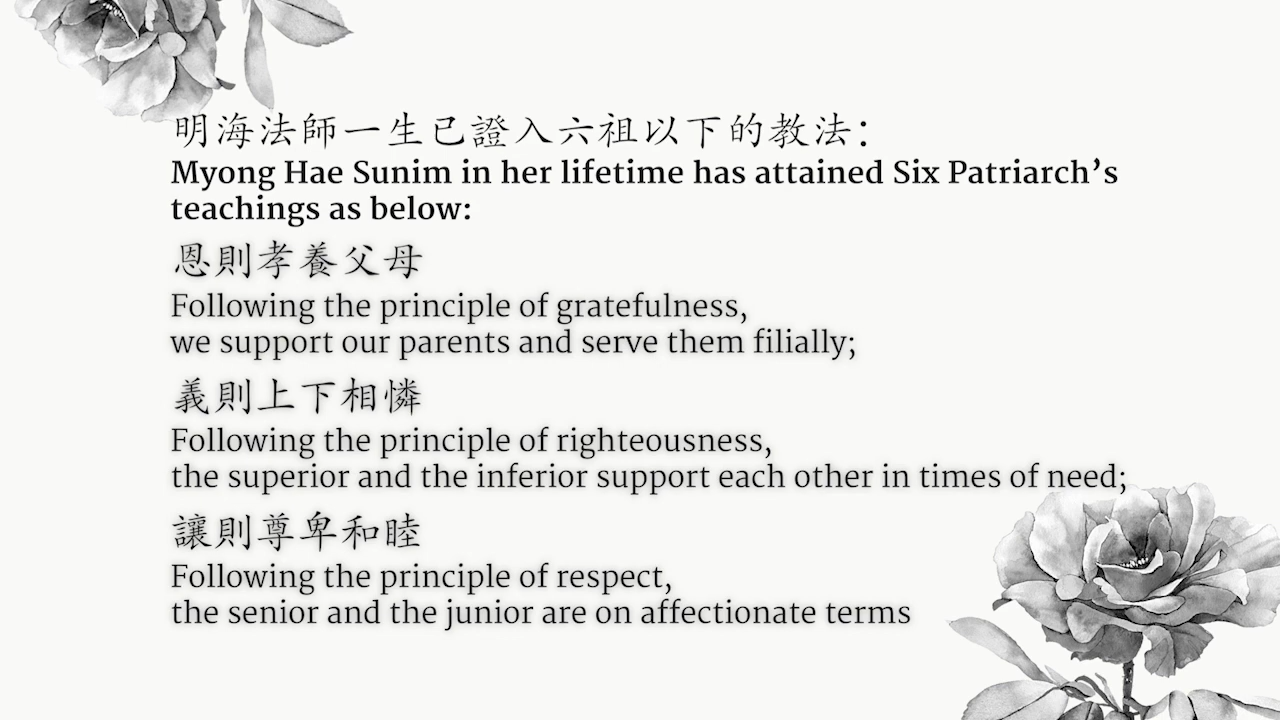 明海法師一生已證入六祖以下的教法：
Myong Hae Sunim in her lifetime has attained Six Patriarch’s
teachings as below:
恩則孝養父母
Following the principle of gratefulness,
we support our parents and serve them filially;
義則上下相憐
Following the principle of righteousness,
the superior and the inferior support each other in times of need;
讓則尊卑和睦
Following the principle of respect,
the senior and the junior are on affectionate terms